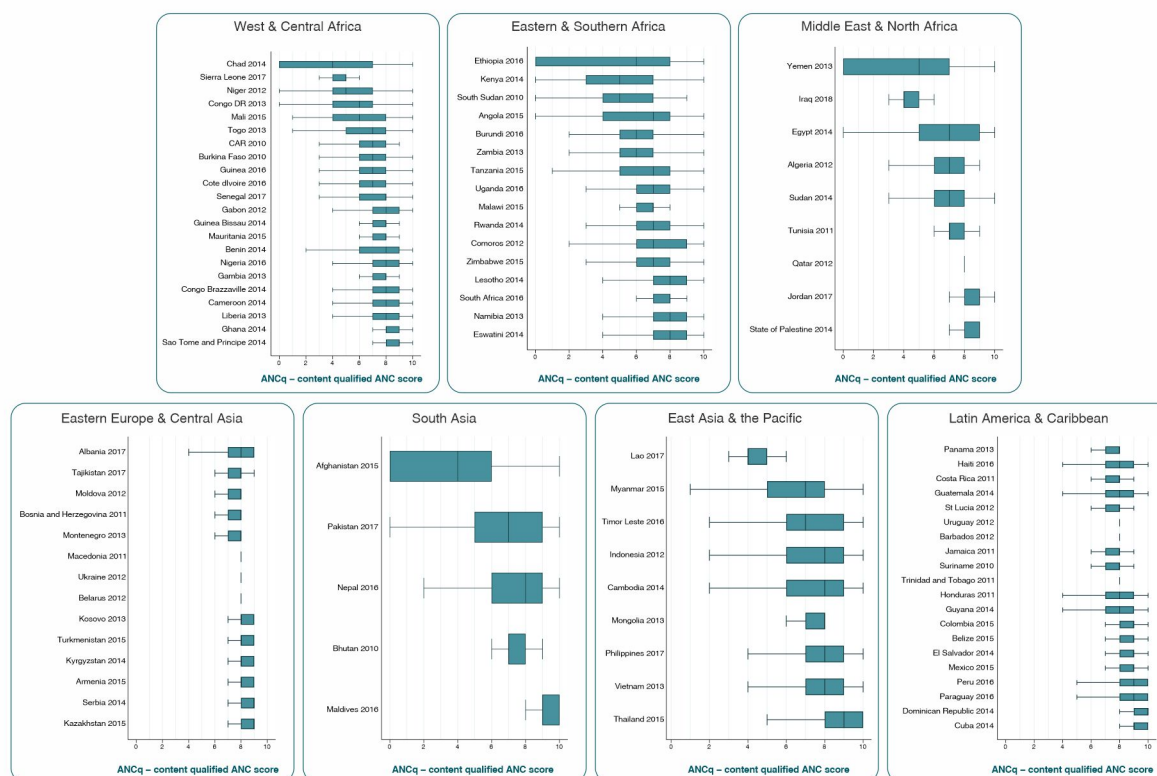 West & Central Africa
Chad 2014
Sierra Leone 2017
Niger 2012
Congo DR 2013
Mali 2015
Togo 2013
CAR 2010
Burkina Faso 2010
Guinea 2016
Cote dIvoire 2016
Senegal 2017
Gabon 2012
Guinea Bissau 2014
Mauritania 2015
Benin 2014
Nigeria 2016
Gambia 2013
Congo Brazzaville 2014
Cameroon 2014
Liberia 2013
Ghana 2014
Sao Tome and Principe 2014
0 2 4 6 8 10
ANCq – content qualified ANC score
Eastern & Southern Africa
Ethiopia 2016
Kenya 2014
South Sudan 2010
Angola 2015
Burundi 2016
Zambia 2013
Tanzania 2015
Uganda 2016
Malawi 2015
Rwanda 2014
Comoros 2012
Zimbabwe 2015
Lesotho 2014
South Africa 2016
Namibia 2013
Eswatini 2014
0 2 4 6 8 10
ANCq – content qualified ANC score
Middle East & North Africa
Yemen 2013
Iraq 2018
Egypt 2014
Algeria 2012
Sudan 2014
Tunisia 2011
Qatar 2012
Jordan 2017
State of Palestine 2014
0 2 4 6 8 10
ANCq – content qualified ANC score
Eastern Europe & Central Asia
Albania 2017
Tajikistan 2017
Moldova 2012
Bosnia and Herzegovina 2011
Montenegro 2013
Macedonia 2011
Ukraine 2012
Belarus 2012
Kosovo 2013
Turkmenistan 2015
Kyrgyzstan 2014
Armenia 2015
Serbia 2014
Kazakhstan 2015
0 2 4 6 8 10
ANCq – content qualified ANC score
South Asia
Afghanistan 2015
Pakistan 2017
Nepal 2016
Bhutan 2010
Maldives 2016
0 2 4 6 8 10
ANCq – content qualified ANC score
East Asia & the Pacific
Lao 2017
Myanmar 2015
Timor Leste 2016
Indonesia 2012
Cambodia 2014
Mongolia 2013
Philippines 2017
Vietnam 2013
Thailand 2015
0 2 4 6 8 10
ANCq – content qualified ANC score
Latin America & Caribbean
Panama 2013
Haiti 2016
Costa Rica 2011
Guatemala 2014
St Lucia 2012
Uruguay 2012
Barbados 2012
Jamaica 2011
Suriname 2010
Trinidad and Tobago 2011
Honduras 2011
Guyana 2014
Colombia 2015
Belize 2015
El Salvador 2014
Mexico 2015
Peru 2016
Paraguay 2016
Dominican Republic 2014
Cuba 2014
0 2 4 6 8 10
ANCq – content qualified ANC score